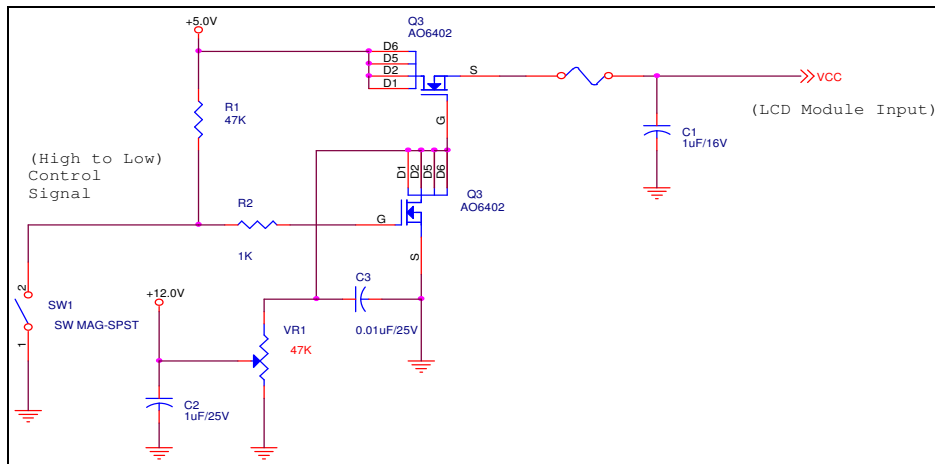 +5.0V
Q3
AO6402
D6
D5
D2
D1
S
G
VCC
(LCD Module Input)
R1
47K
C1
1uF/16V
(High to Low)
Control
Signal
D1
D2
D5
D6
Q3
AO6402
R2
1K
G
S
C3
0.01uF/25V
+12.0V
2
1
SW1
SW MAG-SPST
VR1
47K
C2
1uF/25V